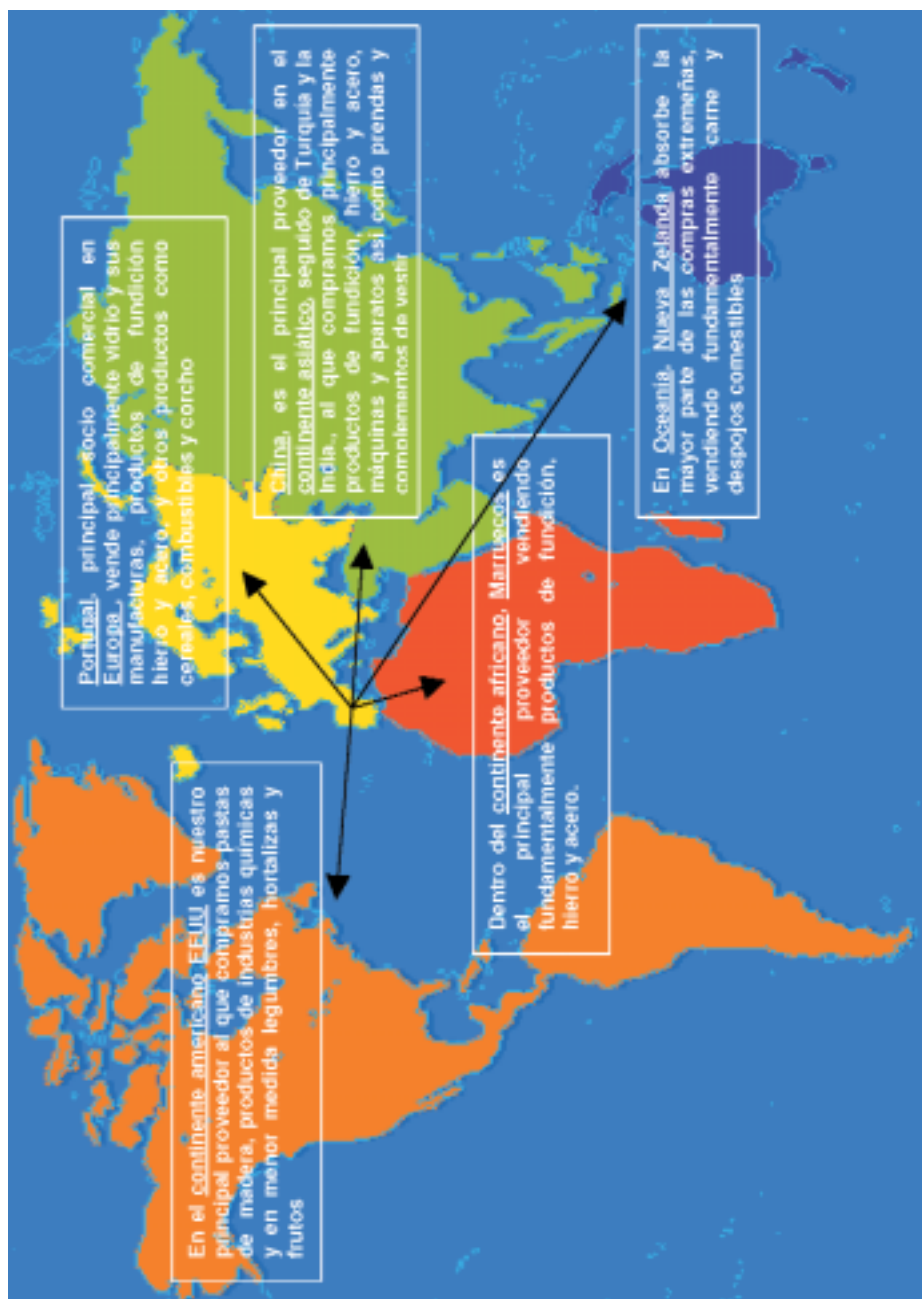 En el continente americano EEUU es nuestro
principal proveedor al que compramos pastas
de madera, productos de industrias químicas
y en menor medida legumbres, hortalizas y
frutos
Portugal, principal socio comercial en
Europa, vende principalmente vidrio y sus
manufacturas, productos de fundición
hierro y acero, y otros productos como
cereales, combustibles y corcho
China, es el principal proveedor en el
continente asiático, seguido de Turquía y la
India., al que compramos principalmente
productos de fundición, hierro y acero,
máquinas y aparatos así como prendas y
complementos de vestir
Dentro del continente africano, Marruecos es
el principal proveedor vendiendo
fundamentalmente productos de fundición,
hierro y acero.
En Oceanía, Nueva Zelanda absorbe la
mayor parte de las compras extremeñas,
vendiendo fundamentalmente carne y
despojos comestibles